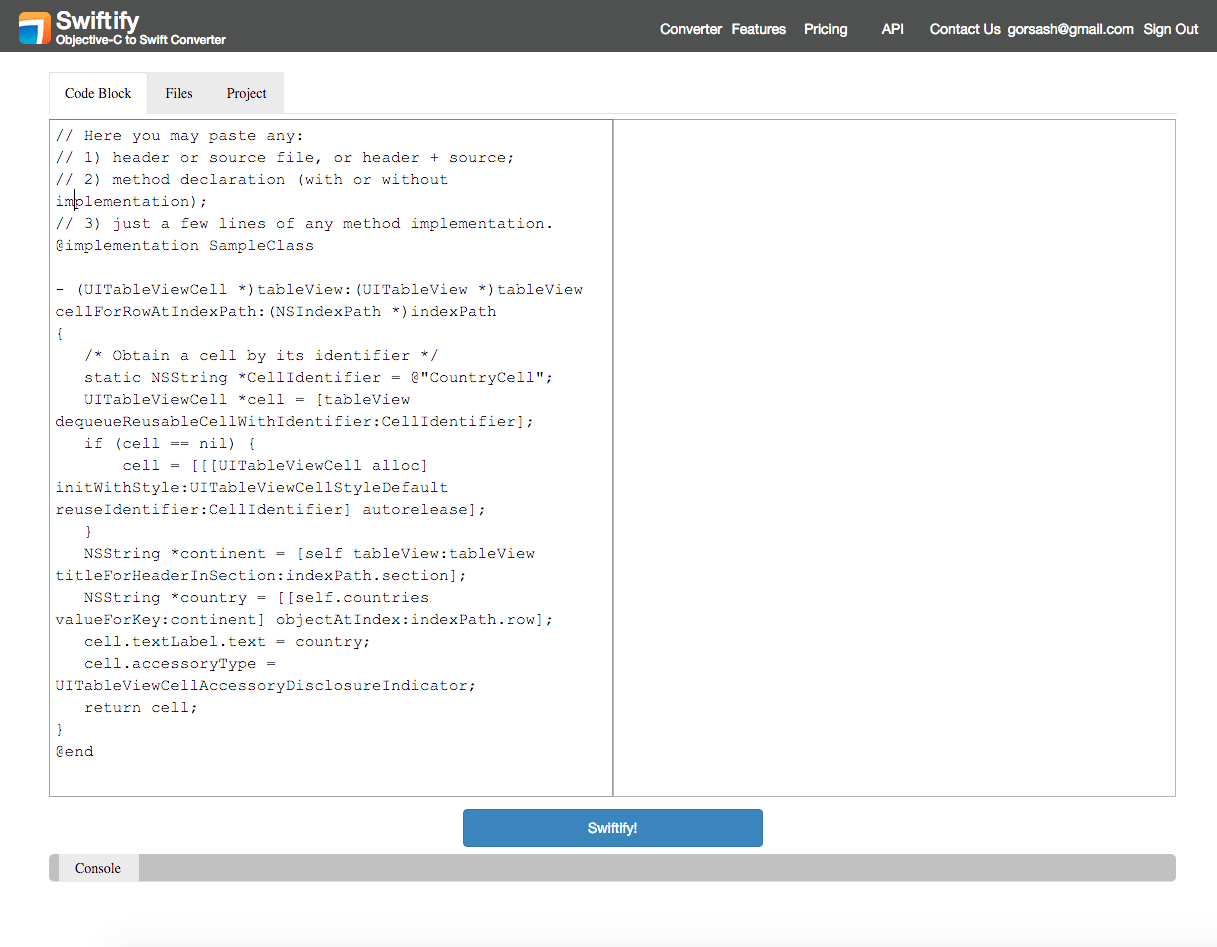 Swiftify
Objective-C to Swift Converter
Converter Features Pricing API Contact Us gorsash@gmail.com Sign Out
Code Block Files Project
// Here you may paste any:
// 1) header or source file, or header + source;
// 2) method declaration (with or without
implementation);
// 3) just a few lines of any method implementation.
@implementation SampleClass
- (UITableViewCell *)tableView:(UITableView *)tableView
cellForRowAtIndexPath:(NSIndexPath *)indexPath
{
/* Obtain a cell by its identifier */
static NSString *CellIdentifier = @"CountryCell";
UITableViewCell *cell = [tableView
dequeueReusableCellWithIdentifier:CellIdentifier];
if (cell == nil) {
cell = [[[UITableViewCell alloc]
initWithStyle:UITableViewCellStyleDefault
reuseIdentifier:CellIdentifier] autorelease];
}
NSString *continent = [self tableView:tableView
titleForHeaderInSection:indexPath.section];
NSString *country = [[self.countries
valueForKey:continent] objectAtIndex:indexPath.row];
cell.textLabel.text = country;
cell.accessoryType =
UITableViewCellAccessoryDisclosureIndicator;
return cell;
}
@end
Swiftify!
Console